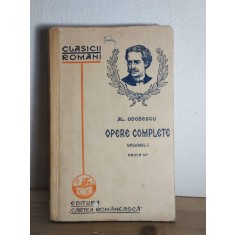 CLASICII
ROMÂNI
AL. ODOBESCU
OPERE COMPLETE
VOLUMUL I
EDITURA
"CARTEA ROMÂNEASCĂ"